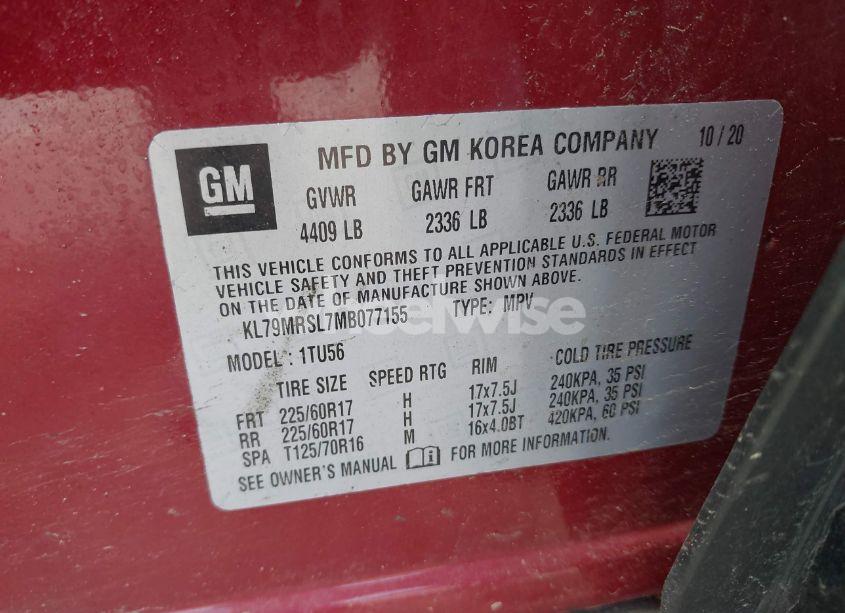 GM
MFD BY GM KOREA COMPANY 10 / 20
GVWR GAWR FRT GAWR RR
4409 LB 2336 LB 2336 LB
THIS VEHICLE CONFORMS TO ALL APPLICABLE U.S. FEDERAL MOTOR
VEHICLE SAFETY AND THEFT PREVENTION STANDARDS IN EFFECT
ON THE DATE OF MANUFACTURE SHOWN ABOVE.
KL79MRSL7MB077155 TYPE: MPV
MODEL : 1TU56
TIRE SIZE SPEED RTG RIM COLD TIRE PRESSURE
FRT 225/60R17 H 17x7.5J 240KPA, 35 PSI
RR 225/60R17 H 17x7.5J 240KPA, 35 PSI
SPA T125/70R16 M 16x4.0BT 420KPA, 60 PSI
SEE OWNER'S MANUAL FOR MORE INFORMATION.